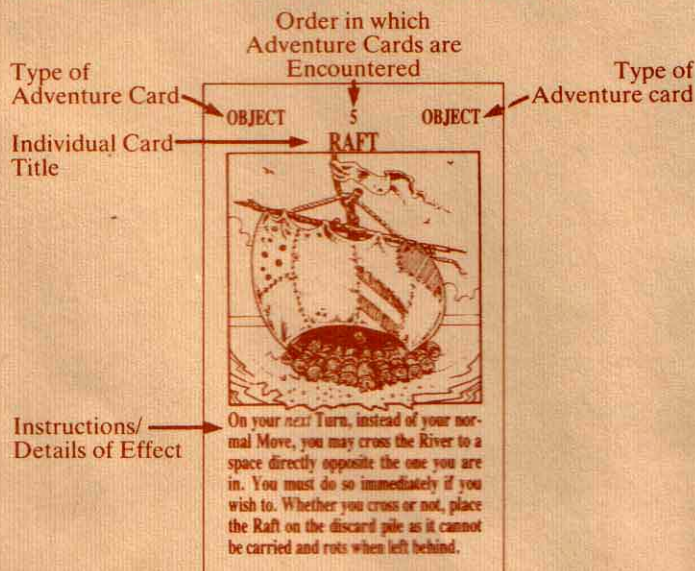 Order in which
Adventure Cards are
Encountered
Type of
Adventure Card
Type of
Adventure card
OBJECT 5 OBJECT
Individual Card
Title
RAFT
Instructions/
Details of Effect
On your next Turn, instead of your nor-
mal Move, you may cross the River to a
space directly opposite the one you are
in. You must do so immediately if you
wish to. Whether you cross or not, place
the Raft on the discard pile as it cannot
be carried and rots when left behind.